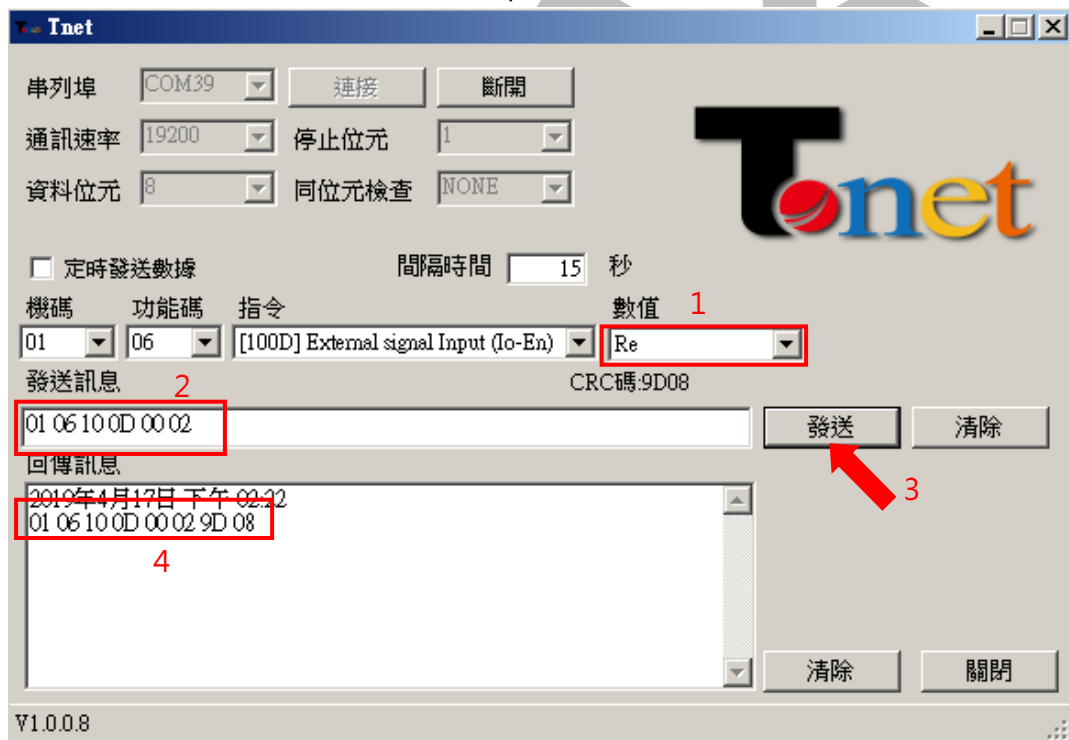 Tnet
串列埠 COM39 連接 斷開
通訊速率 19200 停止位元 1
資料位元 8 同位元檢查 NONE
Tonet
定時發送數據 間隔時間 15 秒
機碼 功能碼 指令 數值 1
01 06 [100D] External signal Input (Io-En) Re
發送訊息 2 CRC碼:9D08
01 06 10 0D 00 02 發送 清除
回傳訊息 3
2019年4月17日 下午 02:22
01 06 10 0D 00 02 9D 08
4
清除 關閉
V1.0.0.8